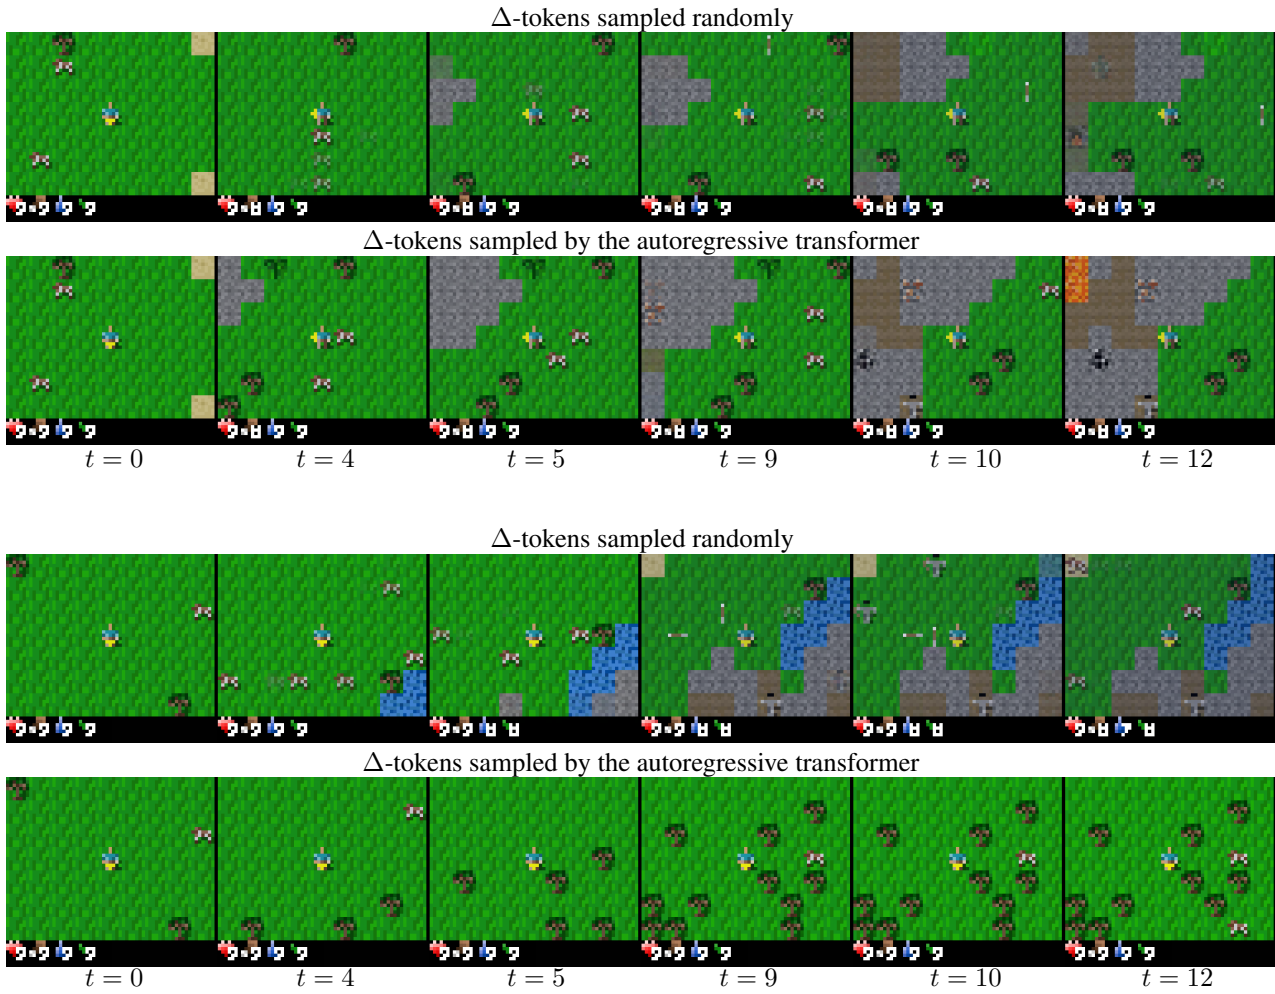 Δ-tokens sampled randomly
Δ-tokens sampled by the autoregressive transformer
t = 0 t = 4 t = 5 t = 9 t = 10 t = 12
Δ-tokens sampled randomly
Δ-tokens sampled by the autoregressive transformer
t = 0 t = 4 t = 5 t = 9 t = 10 t = 12